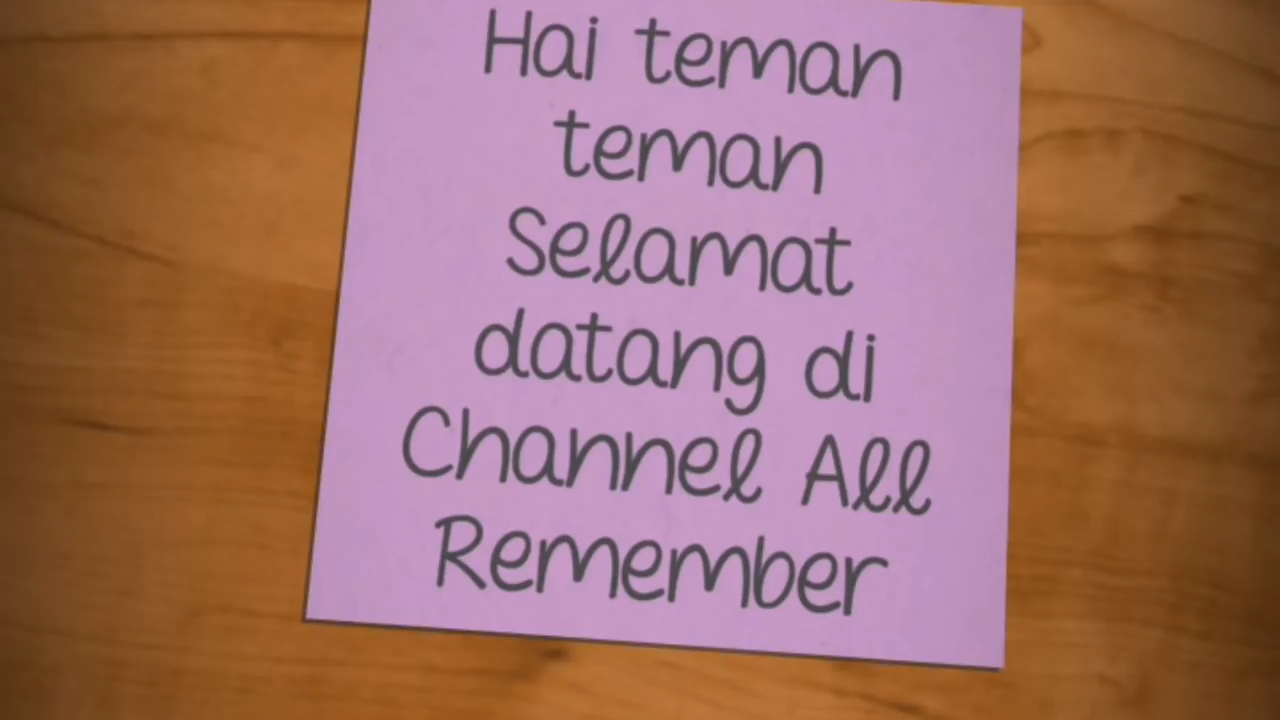 Hai teman
teman
Selamat
datang di
Channel All
Remember